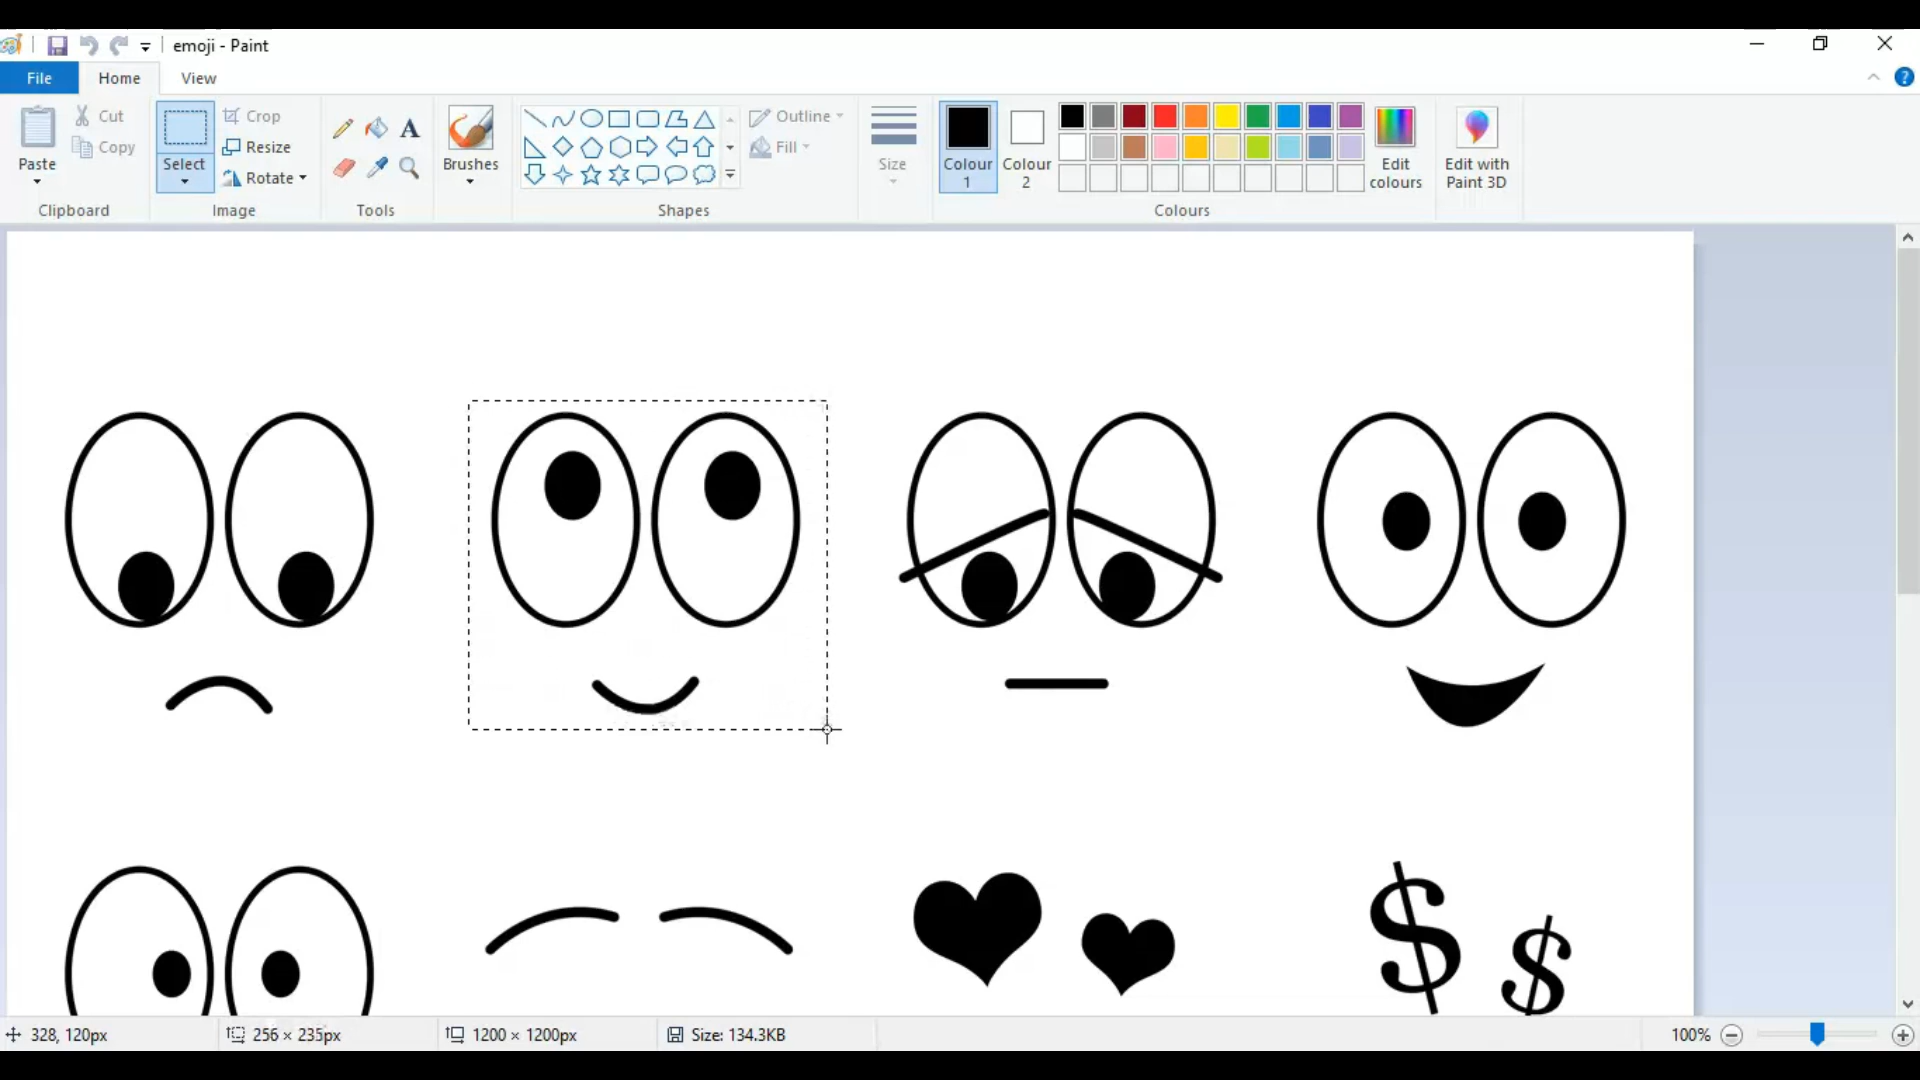 emoji - Paint
File Home View
Cut Crop Outline
Copy Resize Fill
Paste Select Rotate A Brushes Size Colour 1 Colour 2 Edit colours Edit with Paint 3D
Clipboard Image Tools Shapes Colours
$ $
328, 120px 256 × 235px 1200 × 1200px Size: 134.3KB 100%